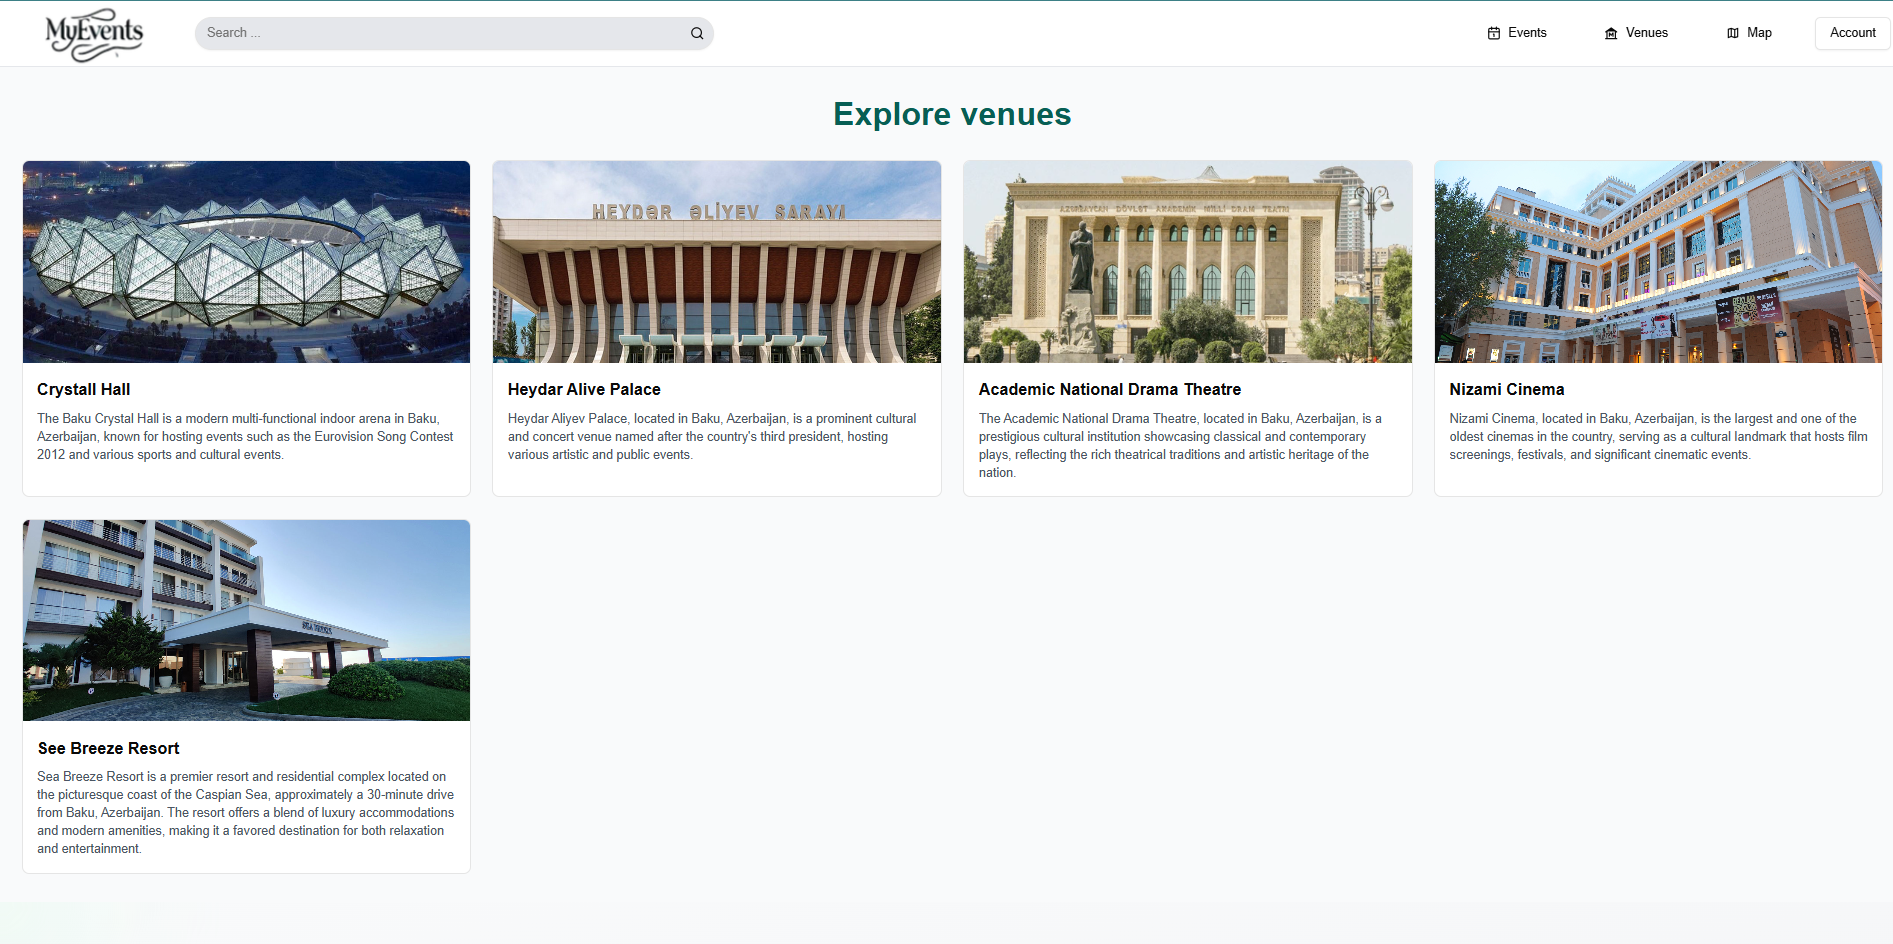 MyEvents
Search ...
Events
Venues
Map
Account
Explore venues
HEYDƏR ƏLİYEV SARAYI
AZƏRBAYCAN DÖVLƏT AKADEMİK MİLLİ DRAM TEATRI
Crystall Hall
The Baku Crystal Hall is a modern multi-functional indoor arena in Baku,
Azerbaijan, known for hosting events such as the Eurovision Song Contest
2012 and various sports and cultural events.
Heydar Alive Palace
Heydar Aliyev Palace, located in Baku, Azerbaijan, is a prominent cultural
and concert venue named after the country's third president, hosting
various artistic and public events.
Academic National Drama Theatre
The Academic National Drama Theatre, located in Baku, Azerbaijan, is a
prestigious cultural institution showcasing classical and contemporary
plays, reflecting the rich theatrical traditions and artistic heritage of the
nation.
Nizami Cinema
Nizami Cinema, located in Baku, Azerbaijan, is the largest and one of the
oldest cinemas in the country, serving as a cultural landmark that hosts film
screenings, festivals, and significant cinematic events.
SEA BREEZE
See Breeze Resort
Sea Breeze Resort is a premier resort and residential complex located on
the picturesque coast of the Caspian Sea, approximately a 30-minute drive
from Baku, Azerbaijan. The resort offers a blend of luxury accommodations
and modern amenities, making it a favored destination for both relaxation
and entertainment.